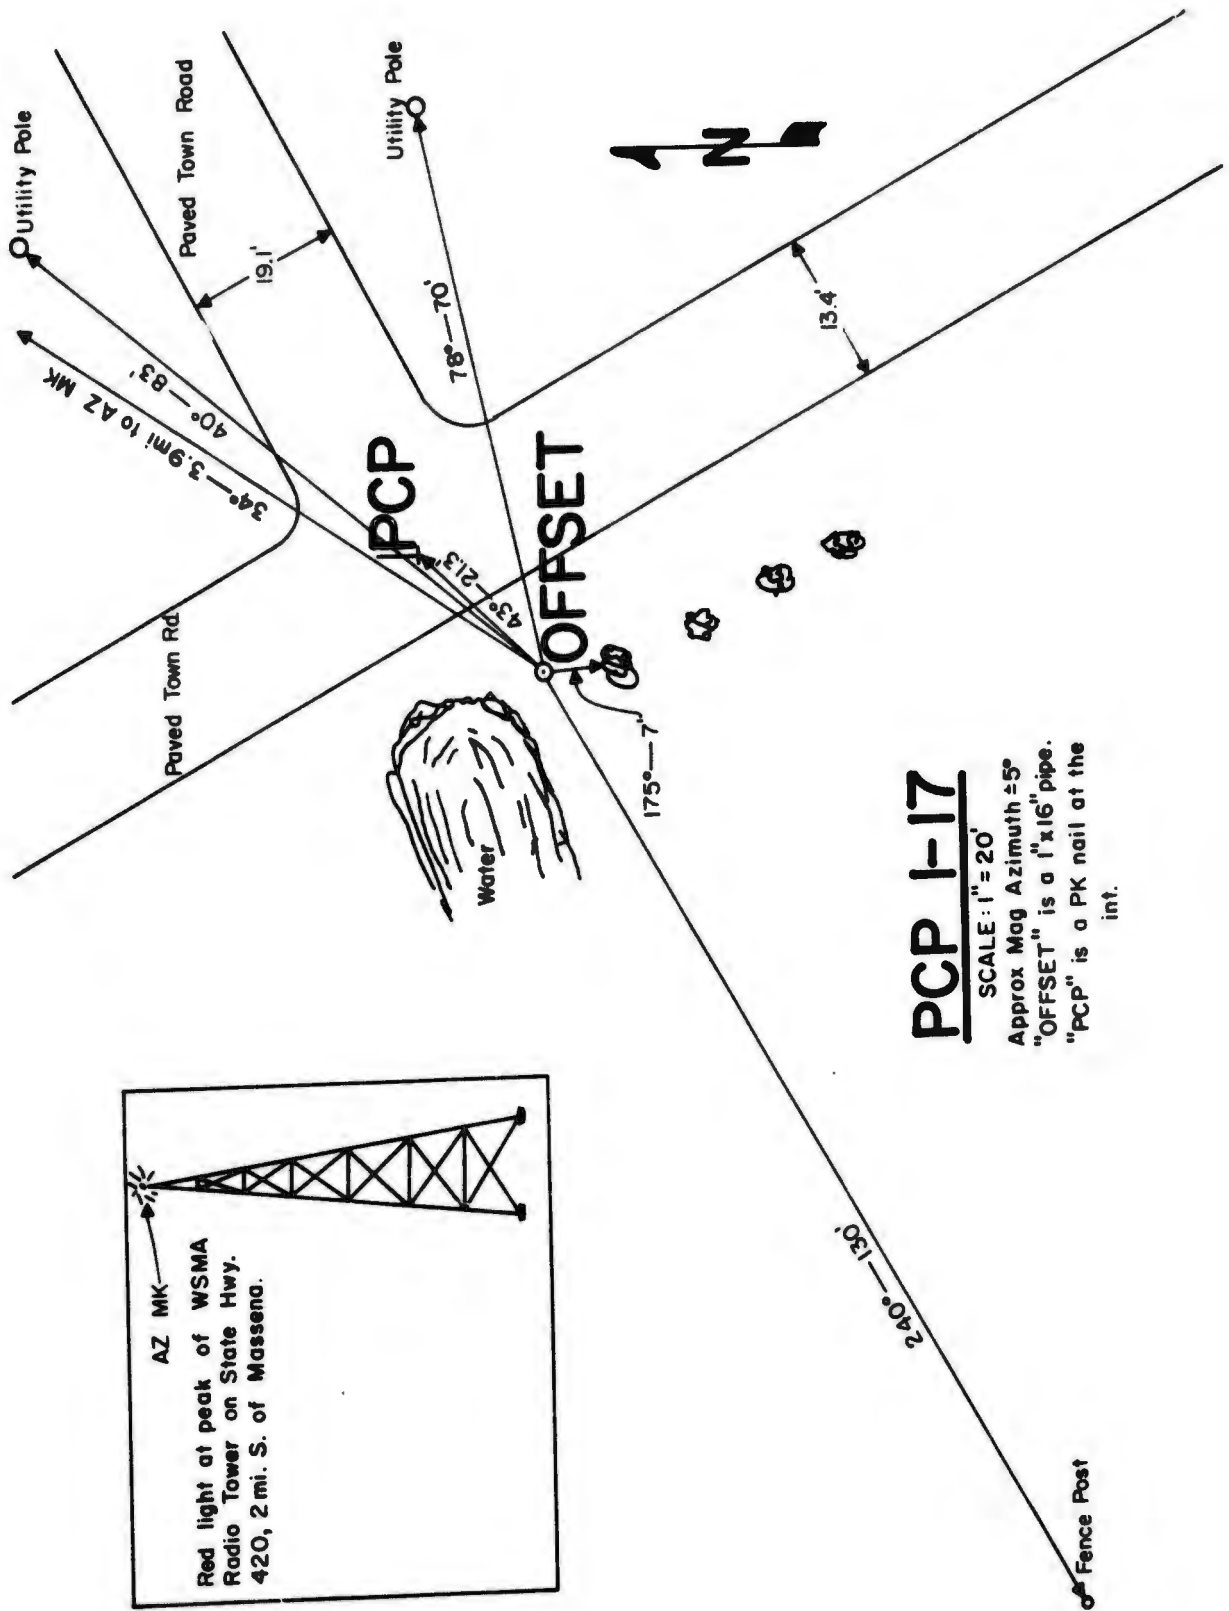 AZ MK
Red light at peak of WSMA
Radio Tower on State Hwy.
420, 2 mi. S. of Massena.
Paved Town Rd.
34°—3.9mi to AZ MK
Utility Pole
40°—83'
Paved Town Road
19.1'
Utility Pole
78°—70'
PCP
43°—21.3'
OFFSET
N
Water
175°—7'
13.4'
240°—130'
Fence Post
PCP 1-17
SCALE: 1" = 20'
Approx Mag Azimuth ±5°
"OFFSET" is a 1"x16" pipe.
"PCP" is a PK nail at the
int.